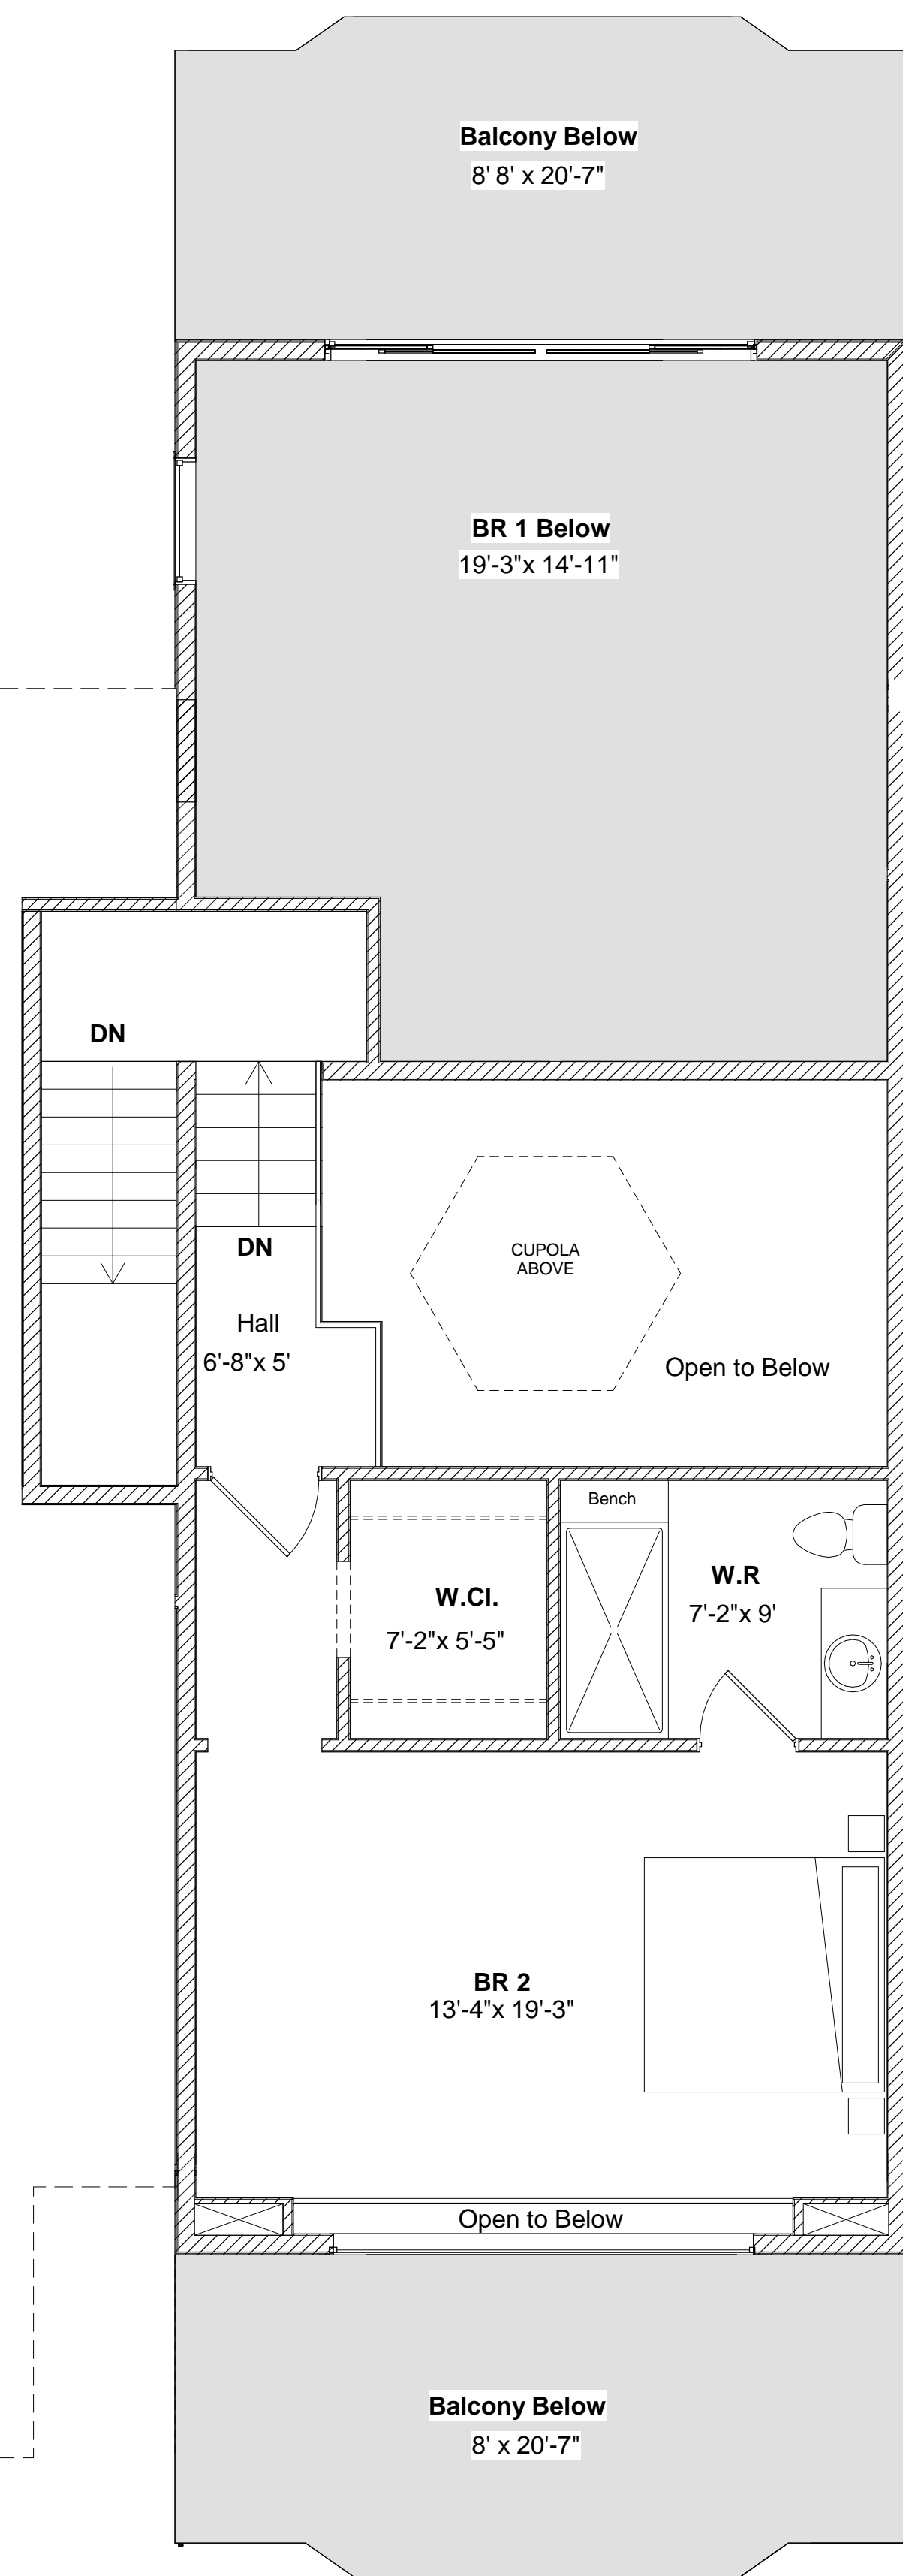 Balcony Below
8' 8' x 20'-7"
BR 1 Below
19'-3"x 14'-11"
DN
DN
CUPOLA
ABOVE
Hall
6'-8"x 5'
Open to Below
Bench
W.R
7'-2"x 9'
W.Cl.
7'-2"x 5'-5"
BR 2
13'-4"x 19'-3"
Open to Below
Balcony Below
8' x 20'-7"